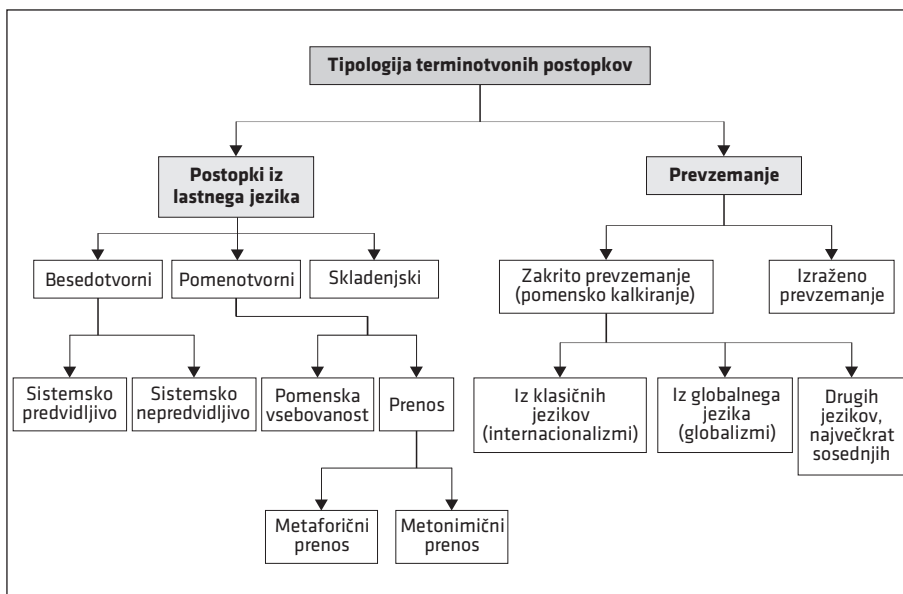 Tipologija terminotvonih postopkov
Postopki iz
lastnega jezika
Prevzemanje
Besedotvorni
Pomenotvorni
Skladenjski
Zakrito prevzemanje
(pomensko kalkiranje)
Izraženo
prevzemanje
Sistemsko
predvidljivo
Sistemsko
nepredvidljivo
Pomenska
vsebovanost
Prenos
Iz klasičnih
jezikov
(internacionalizmi)
Iz globalnega
jezika
(globalizmi)
Drugih
jezikov,
največkrat
sosednjih
Metaforični
prenos
Metonimični
prenos